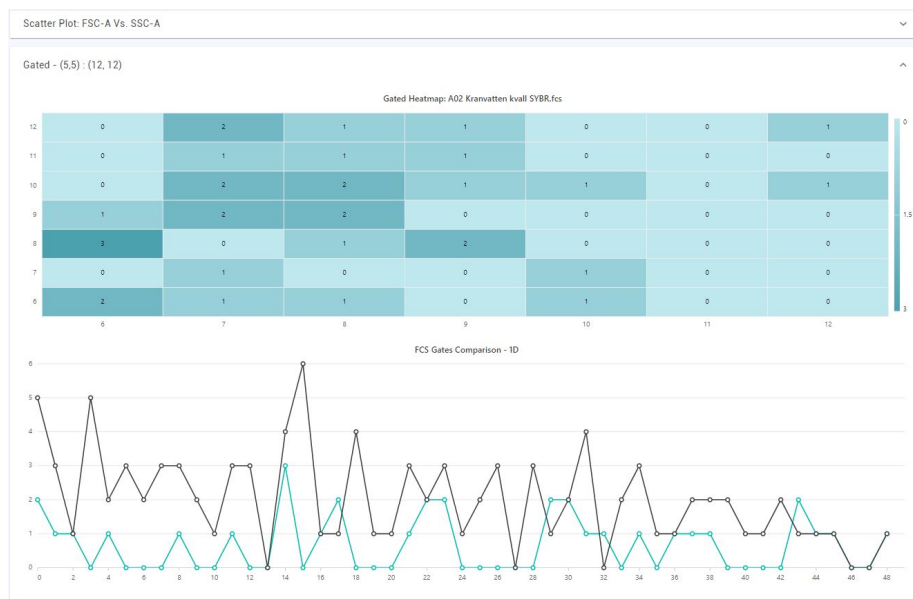 Scatter Plot: FSC-A Vs. SSC-A
Gated - (5,5) : (12, 12)
Gated Heatmap: A02 Kranvatten kvall SYBR.fcs
12 0 2 1 1 0 0 1
11 0 1 1 1 0 0 0
10 0 2 2 1 1 0 1
9 1 2 2 0 0 0 0
8 3 0 1 2 0 0 0
7 0 1 0 0 1 0 0
6 2 1 1 0 1 0 0
6 7 8 9 10 11 12
0
1.5
3
FCS Gates Comparison - 1D
6
5
4
3
2
1
0
0 2 4 6 8 10 12 14 16 18 20 22 24 26 28 30 32 34 36 38 40 42 44 46 48